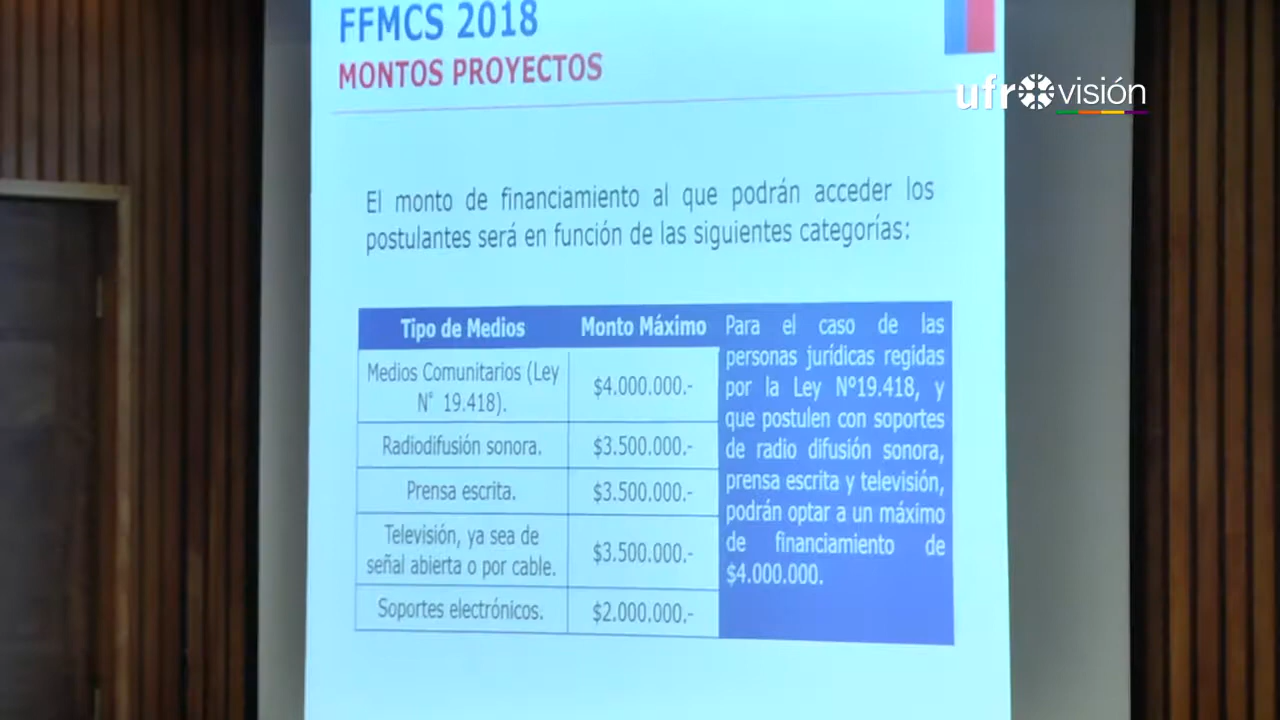 FFMCS 2018
MONTOS PROYECTOS
ufro visión
El monto de financiamiento al que podrán acceder los
postulantes será en función de las siguientes categorías:
Tipo de Medios
Monto Máximo
Medios Comunitarios (Ley
N° 19.418).
$4.000.000.-
Radiodifusión sonora.
$3.500.000.-
Prensa escrita.
$3.500.000.-
Televisión, ya sea de
señal abierta o por cable.
$3.500.000.-
Soportes electrónicos.
$2.000.000.-
Para el caso de las
personas jurídicas regidas
por la Ley Nº19.418, y
que postulen con soportes
de radio difusión sonora,
prensa escrita y televisión,
podrán optar a un máximo
de financiamiento de
$4.000.000.